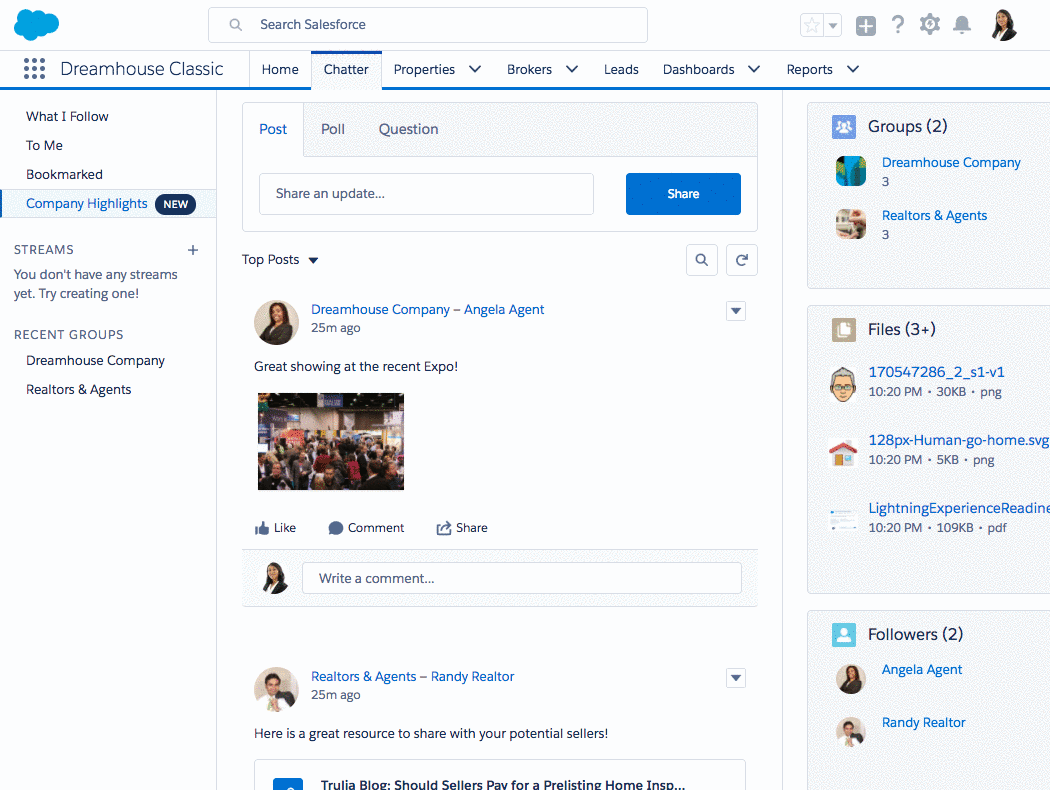 Search Salesforce
Dreamhouse Classic
Home
Chatter
Properties
Brokers
Leads
Dashboards
Reports
What I Follow
To Me
Bookmarked
Company Highlights NEW
STREAMS
You don't have any streams
yet. Try creating one!
RECENT GROUPS
Dreamhouse Company
Realtors & Agents
Post
Poll
Question
Share an update...
Share
Top Posts
Dreamhouse Company – Angela Agent
25m ago
Great showing at the recent Expo!
Like
Comment
Share
Write a comment...
Realtors & Agents – Randy Realtor
25m ago
Here is a great resource to share with your potential sellers!
Trulia Blog: Should Sellers Pay for a Prelisting Home Insp...
Groups (2)
Dreamhouse Company
3
Realtors & Agents
3
Files (3+)
170547286_2_s1-v1
10:20 PM • 30KB • png
128px-Human-go-home.svg
10:20 PM • 5KB • png
LightningExperienceReadine
10:20 PM • 109KB • pdf
Followers (2)
Angela Agent
Randy Realtor